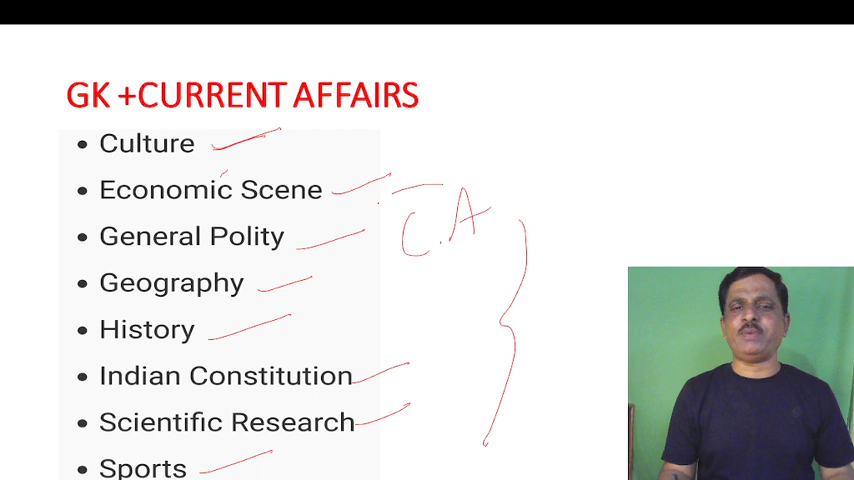 GK +CURRENT AFFAIRS
• Culture
• Economic Scene
C.A
• General Polity
• Geography
• History
• Indian Constitution
• Scientific Research
• Sports